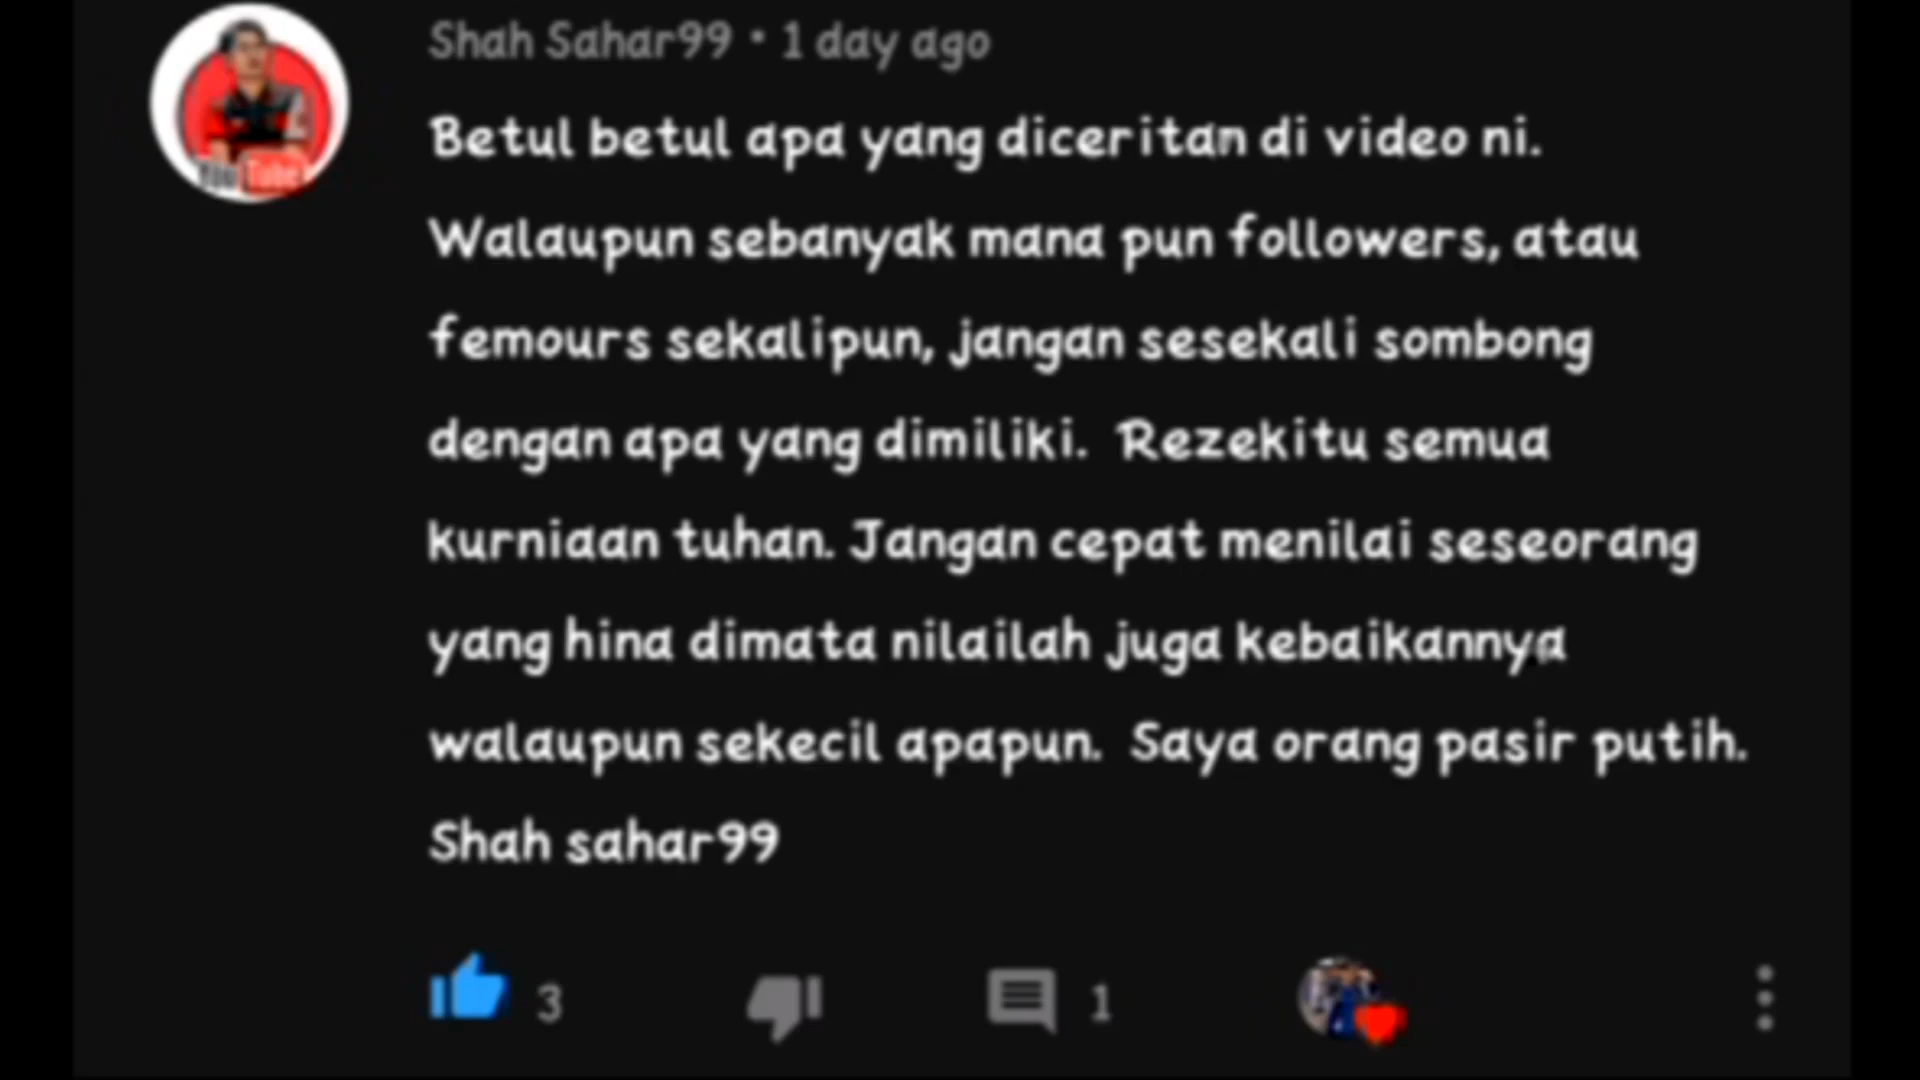 Shah Sahar99 • 1 day ago
Betul betul apa yang diceritan di video ni.
Walaupun sebanyak mana pun followers, atau
femours sekalipun, jangan sesekali sombong
dengan apa yang dimiliki. Rezekitu semua
kurniaan tuhan. Jangan cepat menilai seseorang
yang hina dimata nilailah juga kebaikannya
walaupun sekecil apapun. Saya orang pasir putih.
Shah sahar99
3 1
You Tube